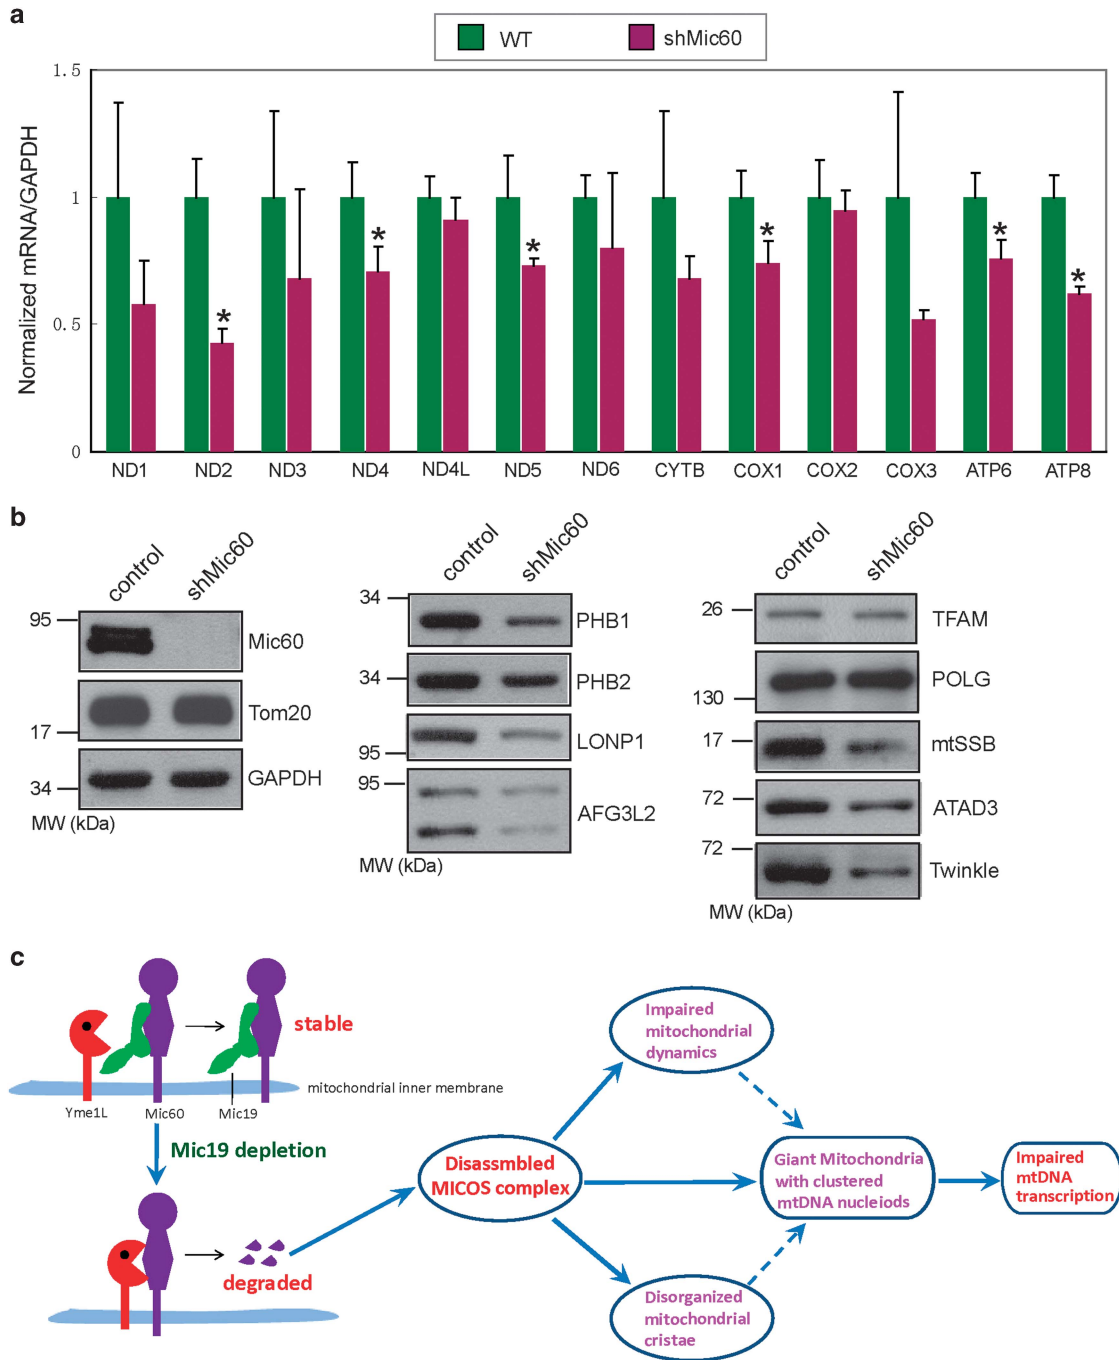 a
WT shMic60
Normalized mRNA/GAPDH
1.5
1
0.5
0
* * * * * *
ND1 ND2 ND3 ND4 ND4L ND5 ND6 CYTB COX1 COX2 COX3 ATP6 ATP8
b
control shMic60
95
Mic60
Tom20
17
GAPDH
34
MW (kDa)
control shMic60
34
PHB1
34
PHB2
LONP1
95
95
AFG3L2
MW (kDa)
control shMic60
26
TFAM
POLG
130
17
mtSSB
72
ATAD3
72
Twinkle
MW (kDa)
c
stable
mitochondrial inner membrane
Yme1L Mic60 Mic19
Mic19 depletion
degraded
Disassmbled
MICOS complex
Impaired
mitochondrial
dynamics
Giant Mitochondria
with clustered
mtDNA nucleiods
Impaired
mtDNA
transcription
Disorganized
mitochondrial
cristae